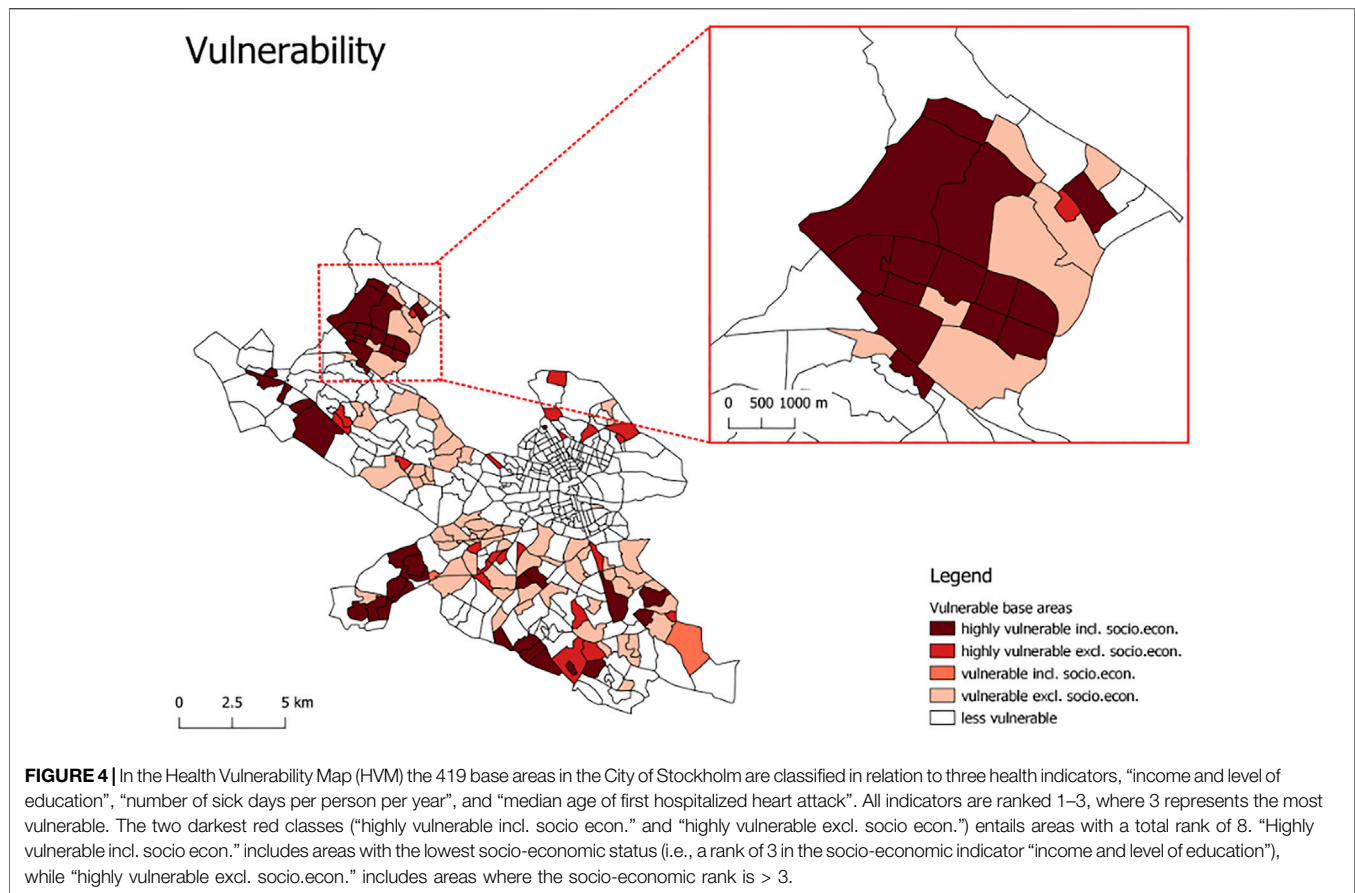 Vulnerability
0 500 1000 m
0 2.5 5 km
Legend
Vulnerable base areas
highly vulnerable incl. socio.econ.
highly vulnerable excl. socio.econ.
vulnerable incl. socio.econ.
vulnerable excl. socio.econ.
less vulnerable
FIGURE 4 | In the Health Vulnerability Map (HVM) the 419 base areas in the City of Stockholm are classified in relation to three health indicators, “income and level of
education”, “number of sick days per person per year”, and “median age of first hospitalized heart attack”. All indicators are ranked 1–3, where 3 represents the most
vulnerable. The two darkest red classes (“highly vulnerable incl. socio econ.” and “highly vulnerable excl. socio econ.”) entails areas with a total rank of 8. “Highly
vulnerable incl. socio econ.” includes areas with the lowest socio-economic status (i.e., a rank of 3 in the socio-economic indicator “income and level of education”),
while “highly vulnerable excl. socio.econ.” includes areas where the socio-economic rank is > 3.